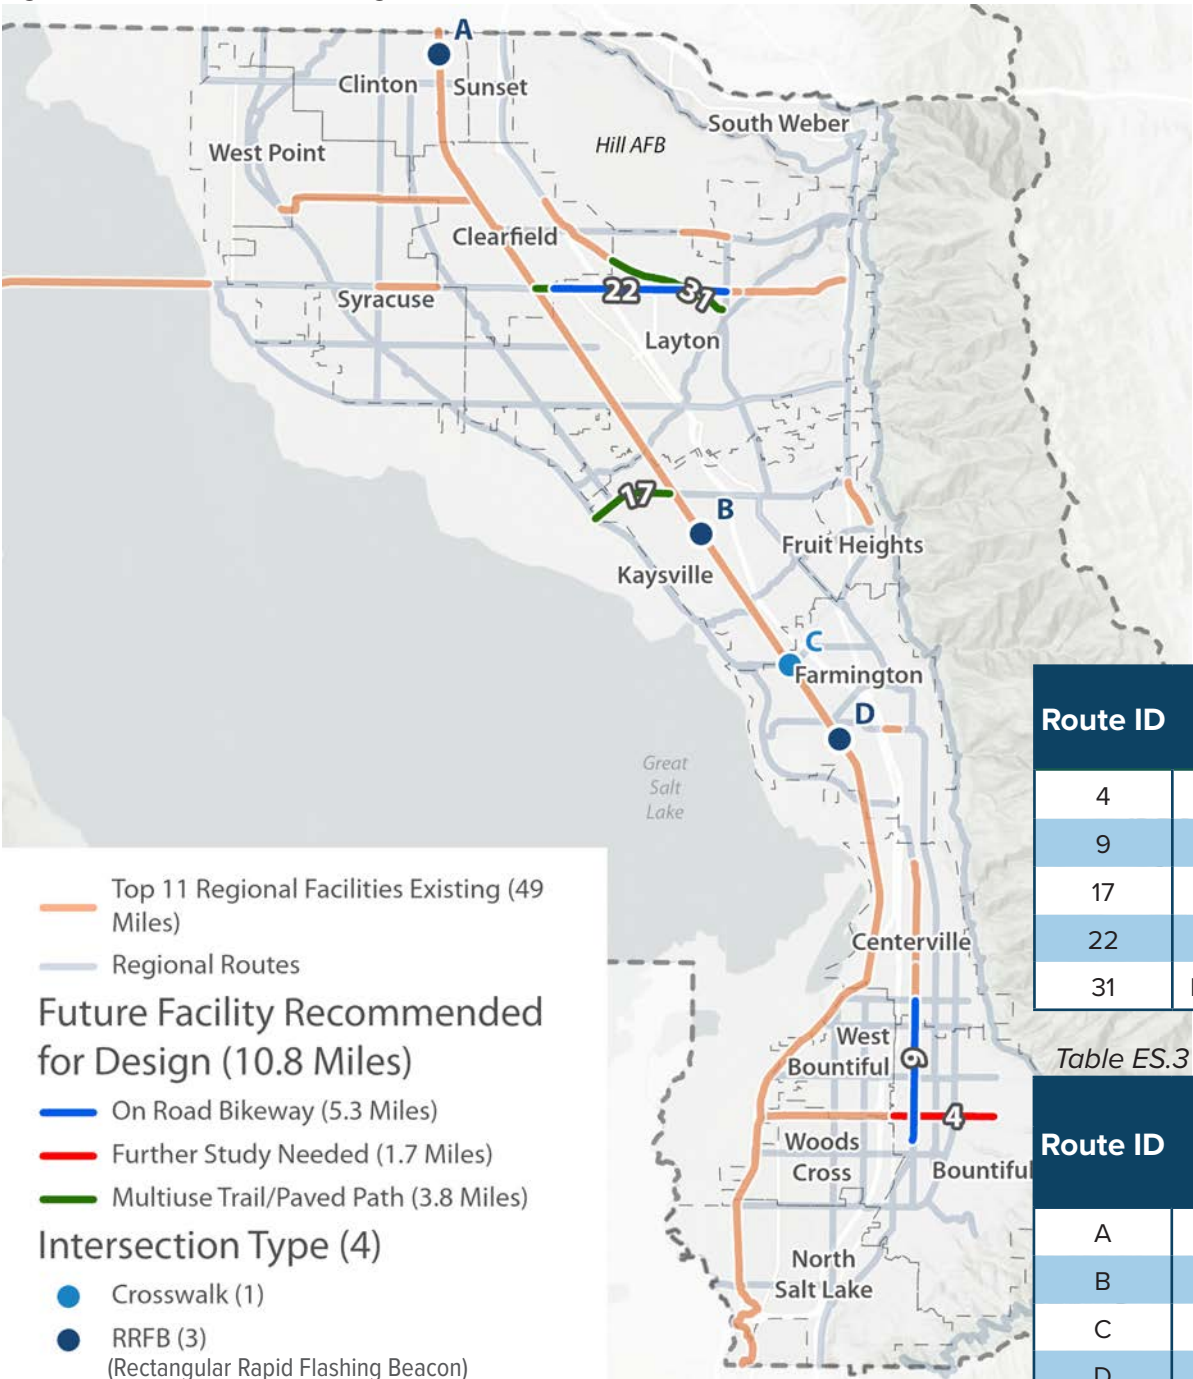 A
Clinton
Sunset
South Weber
Hill AFB
West Point
Clearfield
22
31
Syracuse
Layton
17
B
Fruit Heights
Kaysville
C
Farmington
D
Great
Salt
Lake
Centerville
West
Bountiful
9
4
Woods
Cross
Bountiful
North
Salt Lake
Top 11 Regional Facilities Existing (49
Miles)
Regional Routes
Future Facility Recommended
for Design (10.8 Miles)
On Road Bikeway (5.3 Miles)
Further Study Needed (1.7 Miles)
Multiuse Trail/Paved Path (3.8 Miles)
Intersection Type (4)
Crosswalk (1)
RRFB (3)
(Rectangular Rapid Flashing Beacon)
Route ID
4
9
17
22
31
Table ES.3
Route ID
A
B
C
D